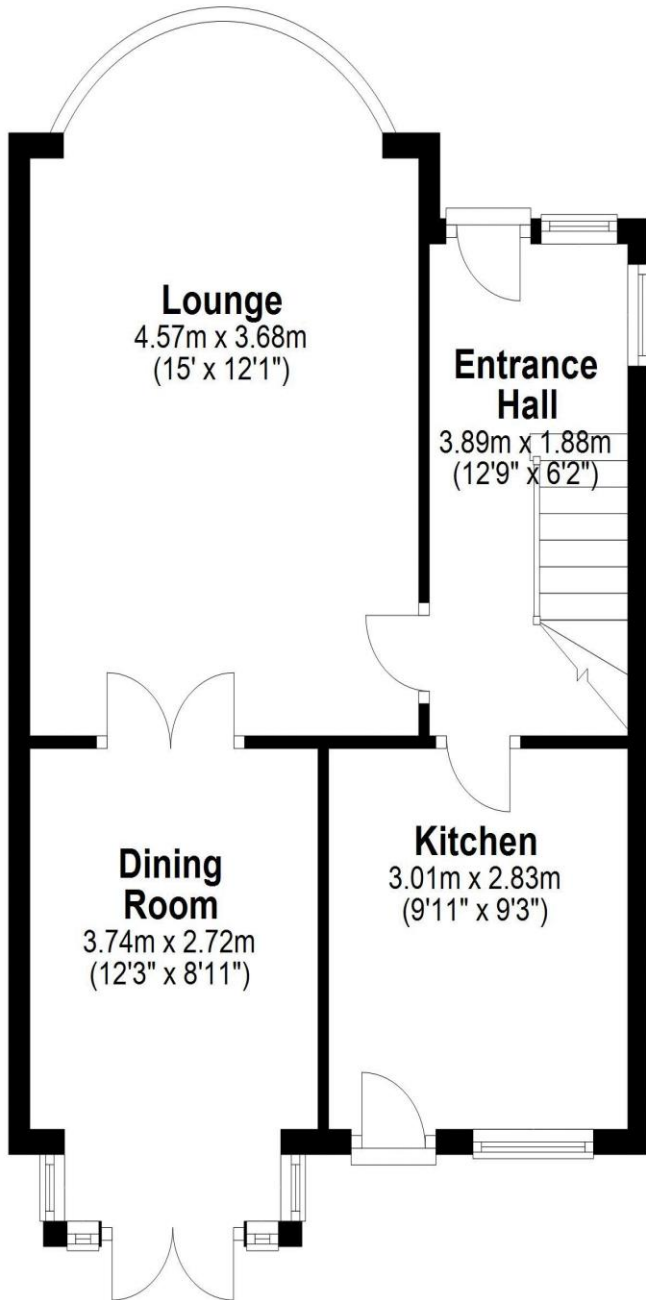 Lounge
4.57m x 3.68m
(15' x 12'1")
Entrance
Hall
3.89m x 1.88m
(12'9" x 6'2")
Dining
Room
3.74m x 2.72m
(12'3" x 8'11")
Kitchen
3.01m x 2.83m
(9'11" x 9'3")